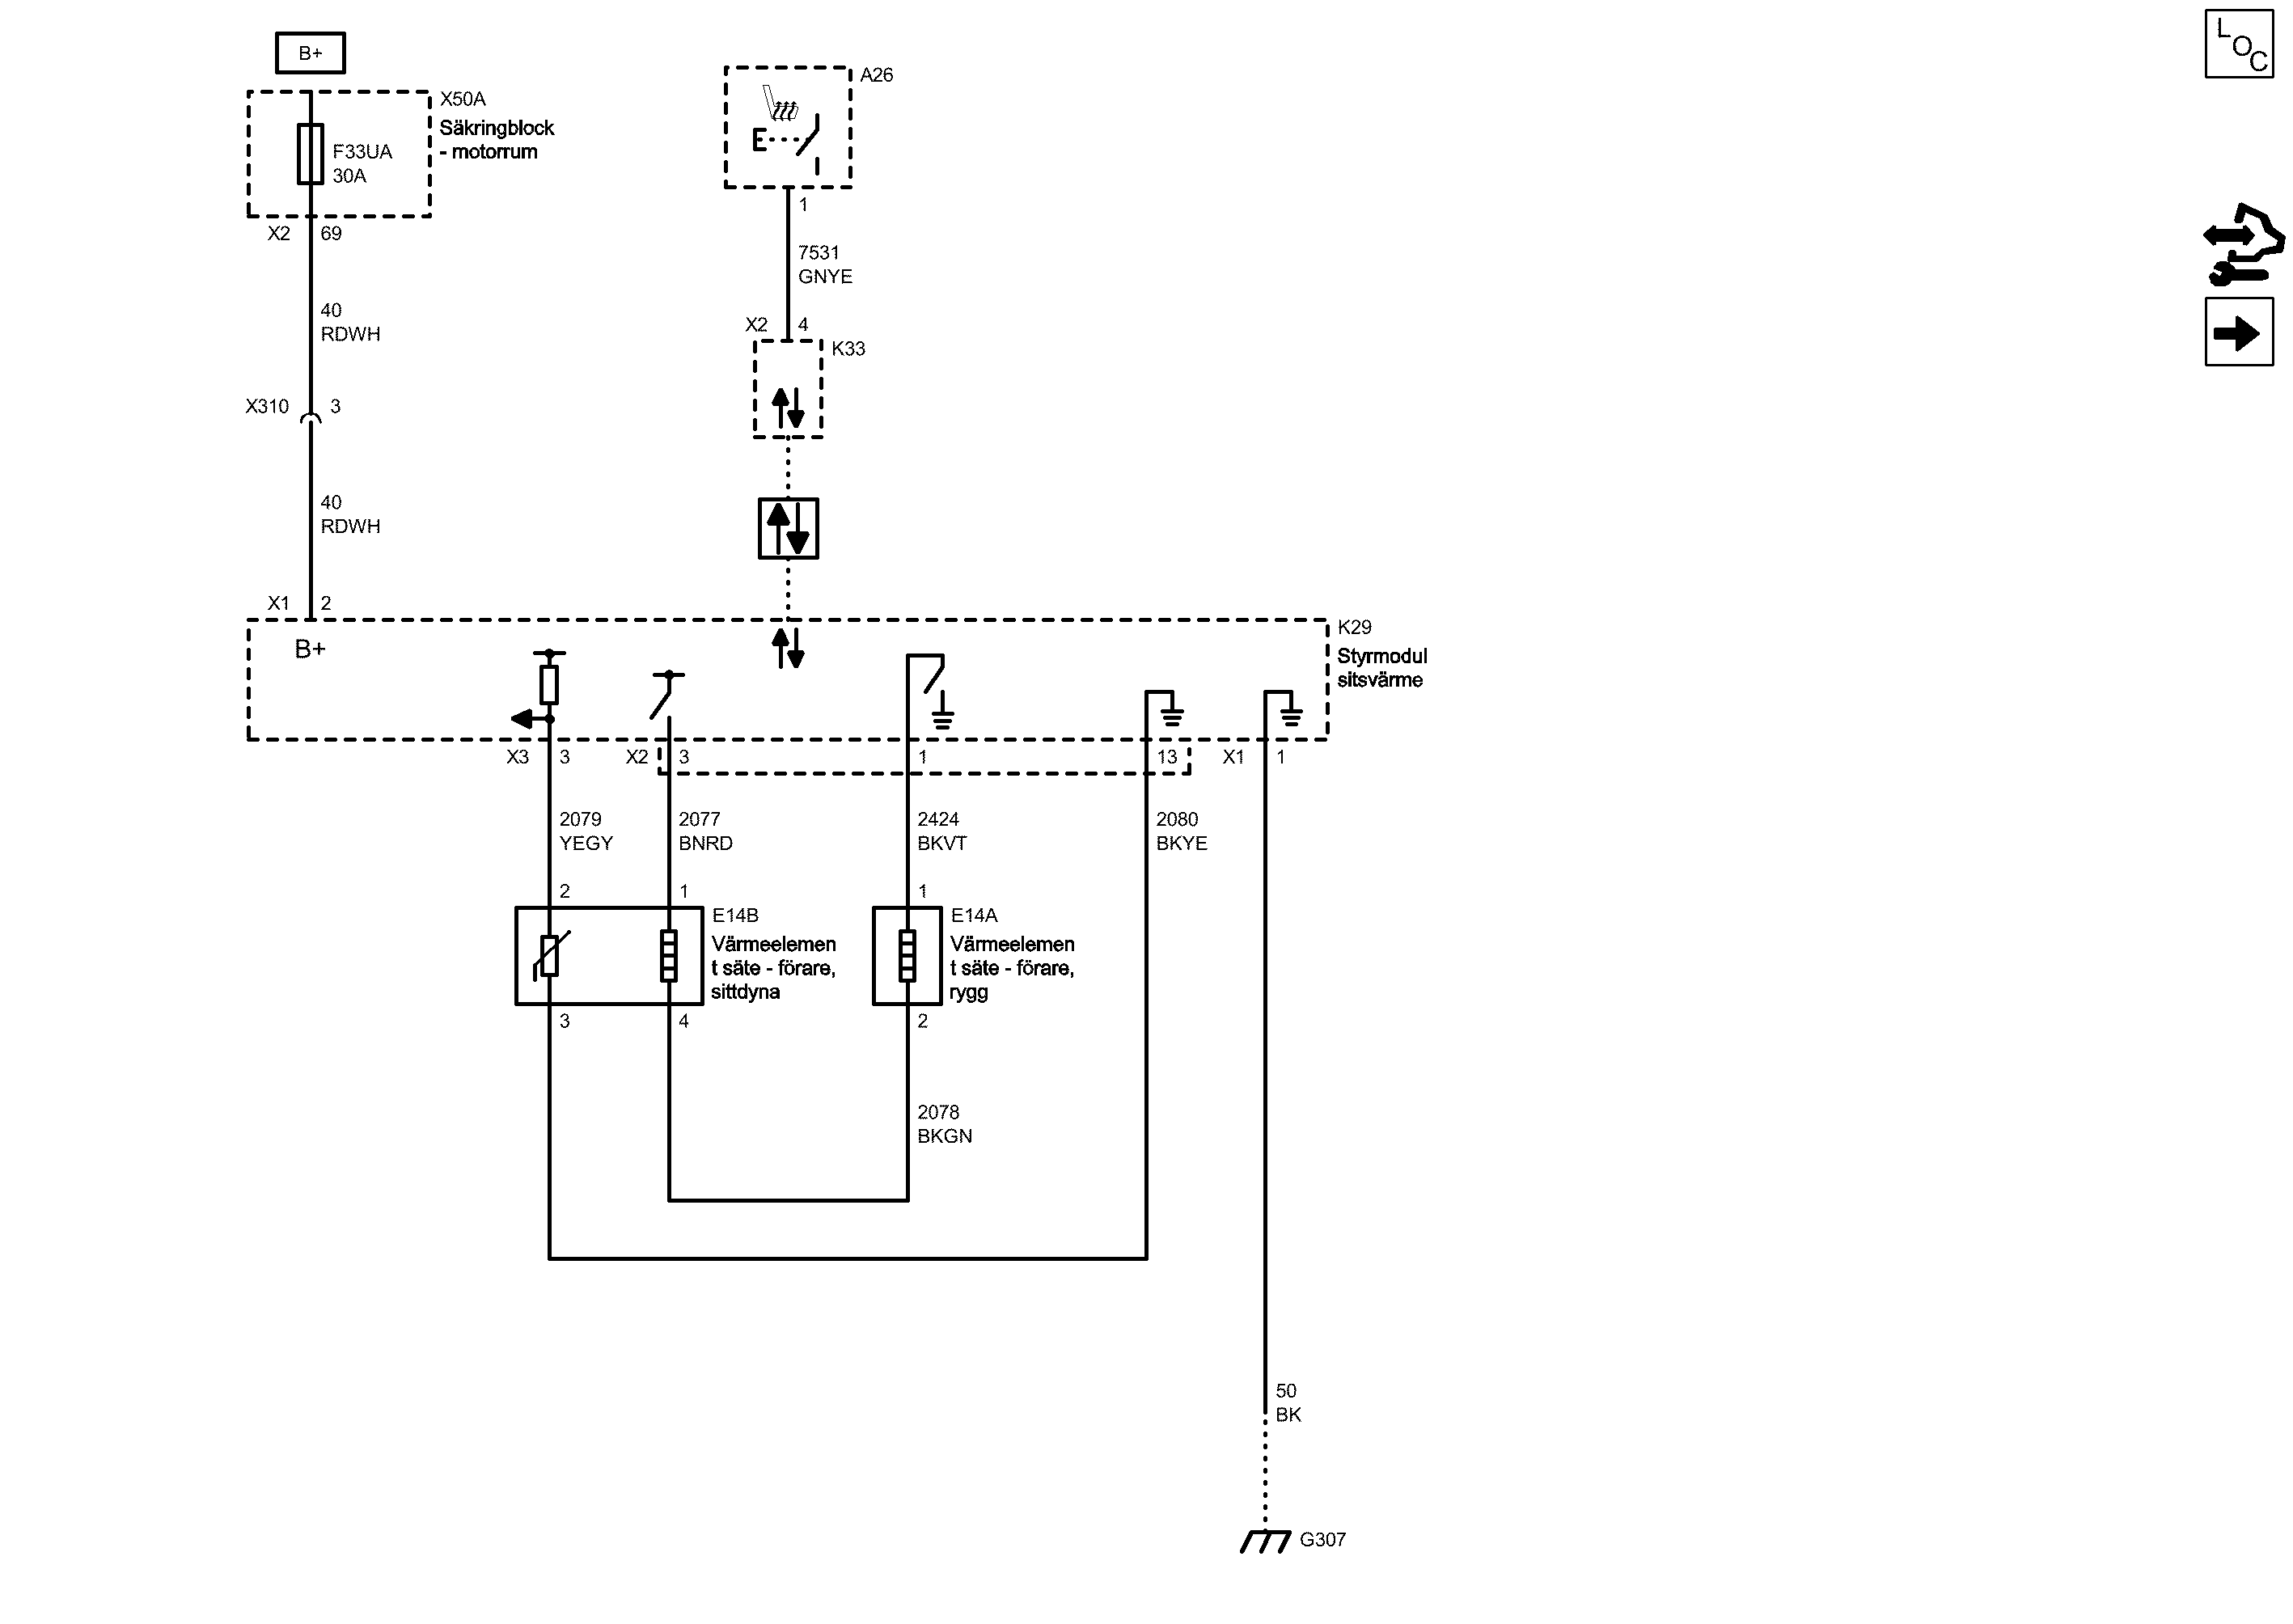 B+
L
O
C
X50A
Säkringblock
- motorrum
F33UA
30A
X2 69
40
RDWH
X310 3
40
RDWH
X1 2
A26
1
7531
GNYE
X2 4
K33
B+
K29
Styrmodul
sitsvärme
X3 3
X2 3
1
13
X1 1
2079
YEGY
2077
BNRD
2424
BKVT
2080
BKYE
2
1
1
E14B
Värmeelemen
t säte - förare,
sittdyna
E14A
Värmeelemen
t säte - förare,
rygg
3
4
2
2078
BKGN
50
BK
G307